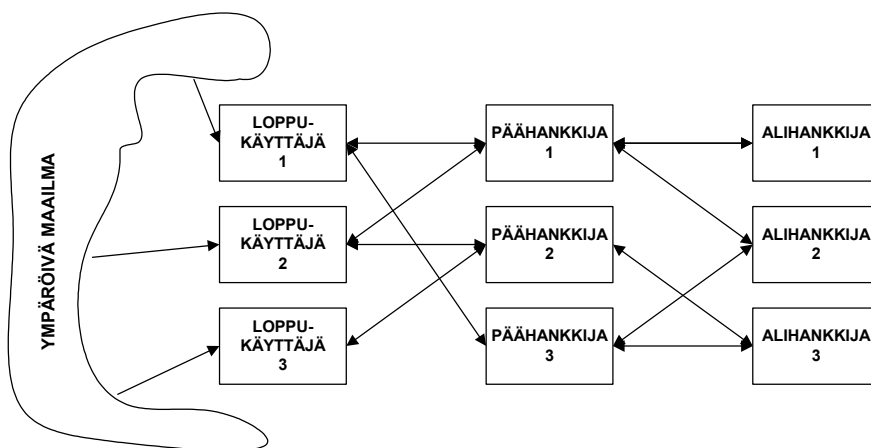 YMPÄRÖIVÄ MAAILMA
LOPPU-
KÄYTTÄJÄ
1
PÄÄHANKKIJA
1
ALIHANKKIJA
1
LOPPU-
KÄYTTÄJÄ
2
PÄÄHANKKIJA
2
ALIHANKKIJA
2
LOPPU-
KÄYTTÄJÄ
3
PÄÄHANKKIJA
3
ALIHANKKIJA
3